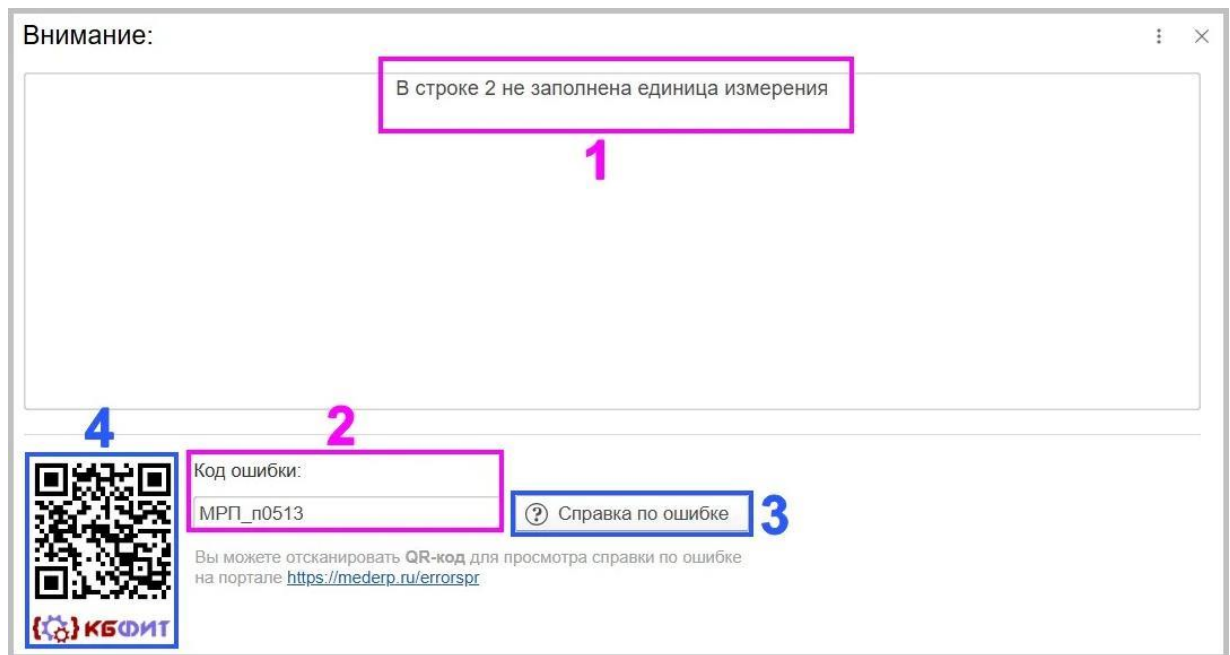 Внимание:
В строке 2 не заполнена единица измерения
1
4
2
Код ошибки:
МРП_п0513
? Справка по ошибке
3
Вы можете отсканировать QR-код для просмотра справки по ошибке
на портале https://mederp.ru/errorspr
{} КБФИТ